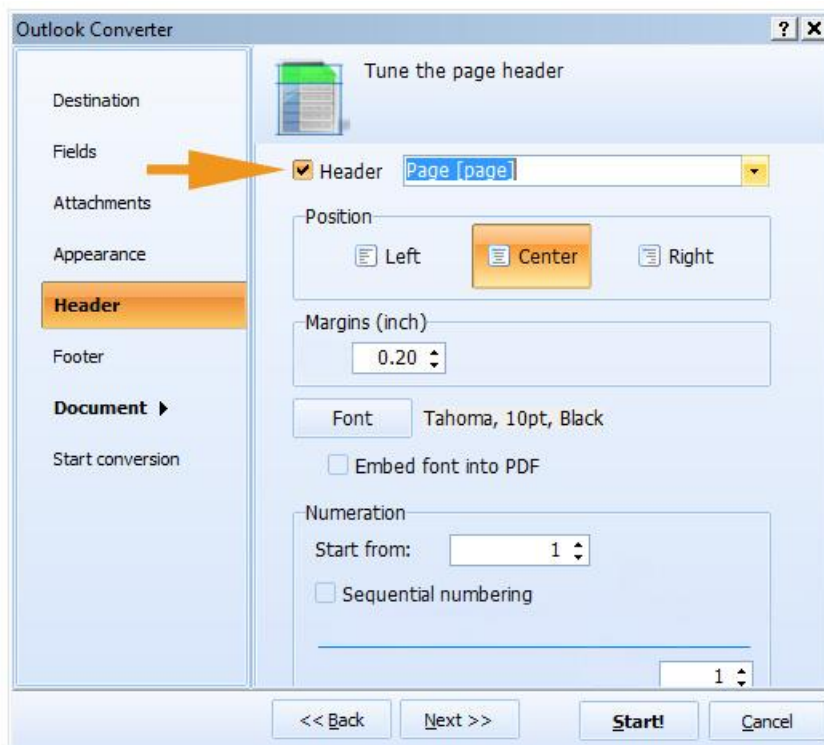 Outlook Converter ? X
Destination
Fields
Attachments
Appearance
Header
Footer
Document
Start conversion
Tune the page header
Header Page [page]
Position
Left Center Right
Margins (inch)
0.20
Font Tahoma, 10pt, Black
Embed font into PDF
Numeration
Start from: 1
Sequential numbering
1
<< Back Next >> Start! Cancel